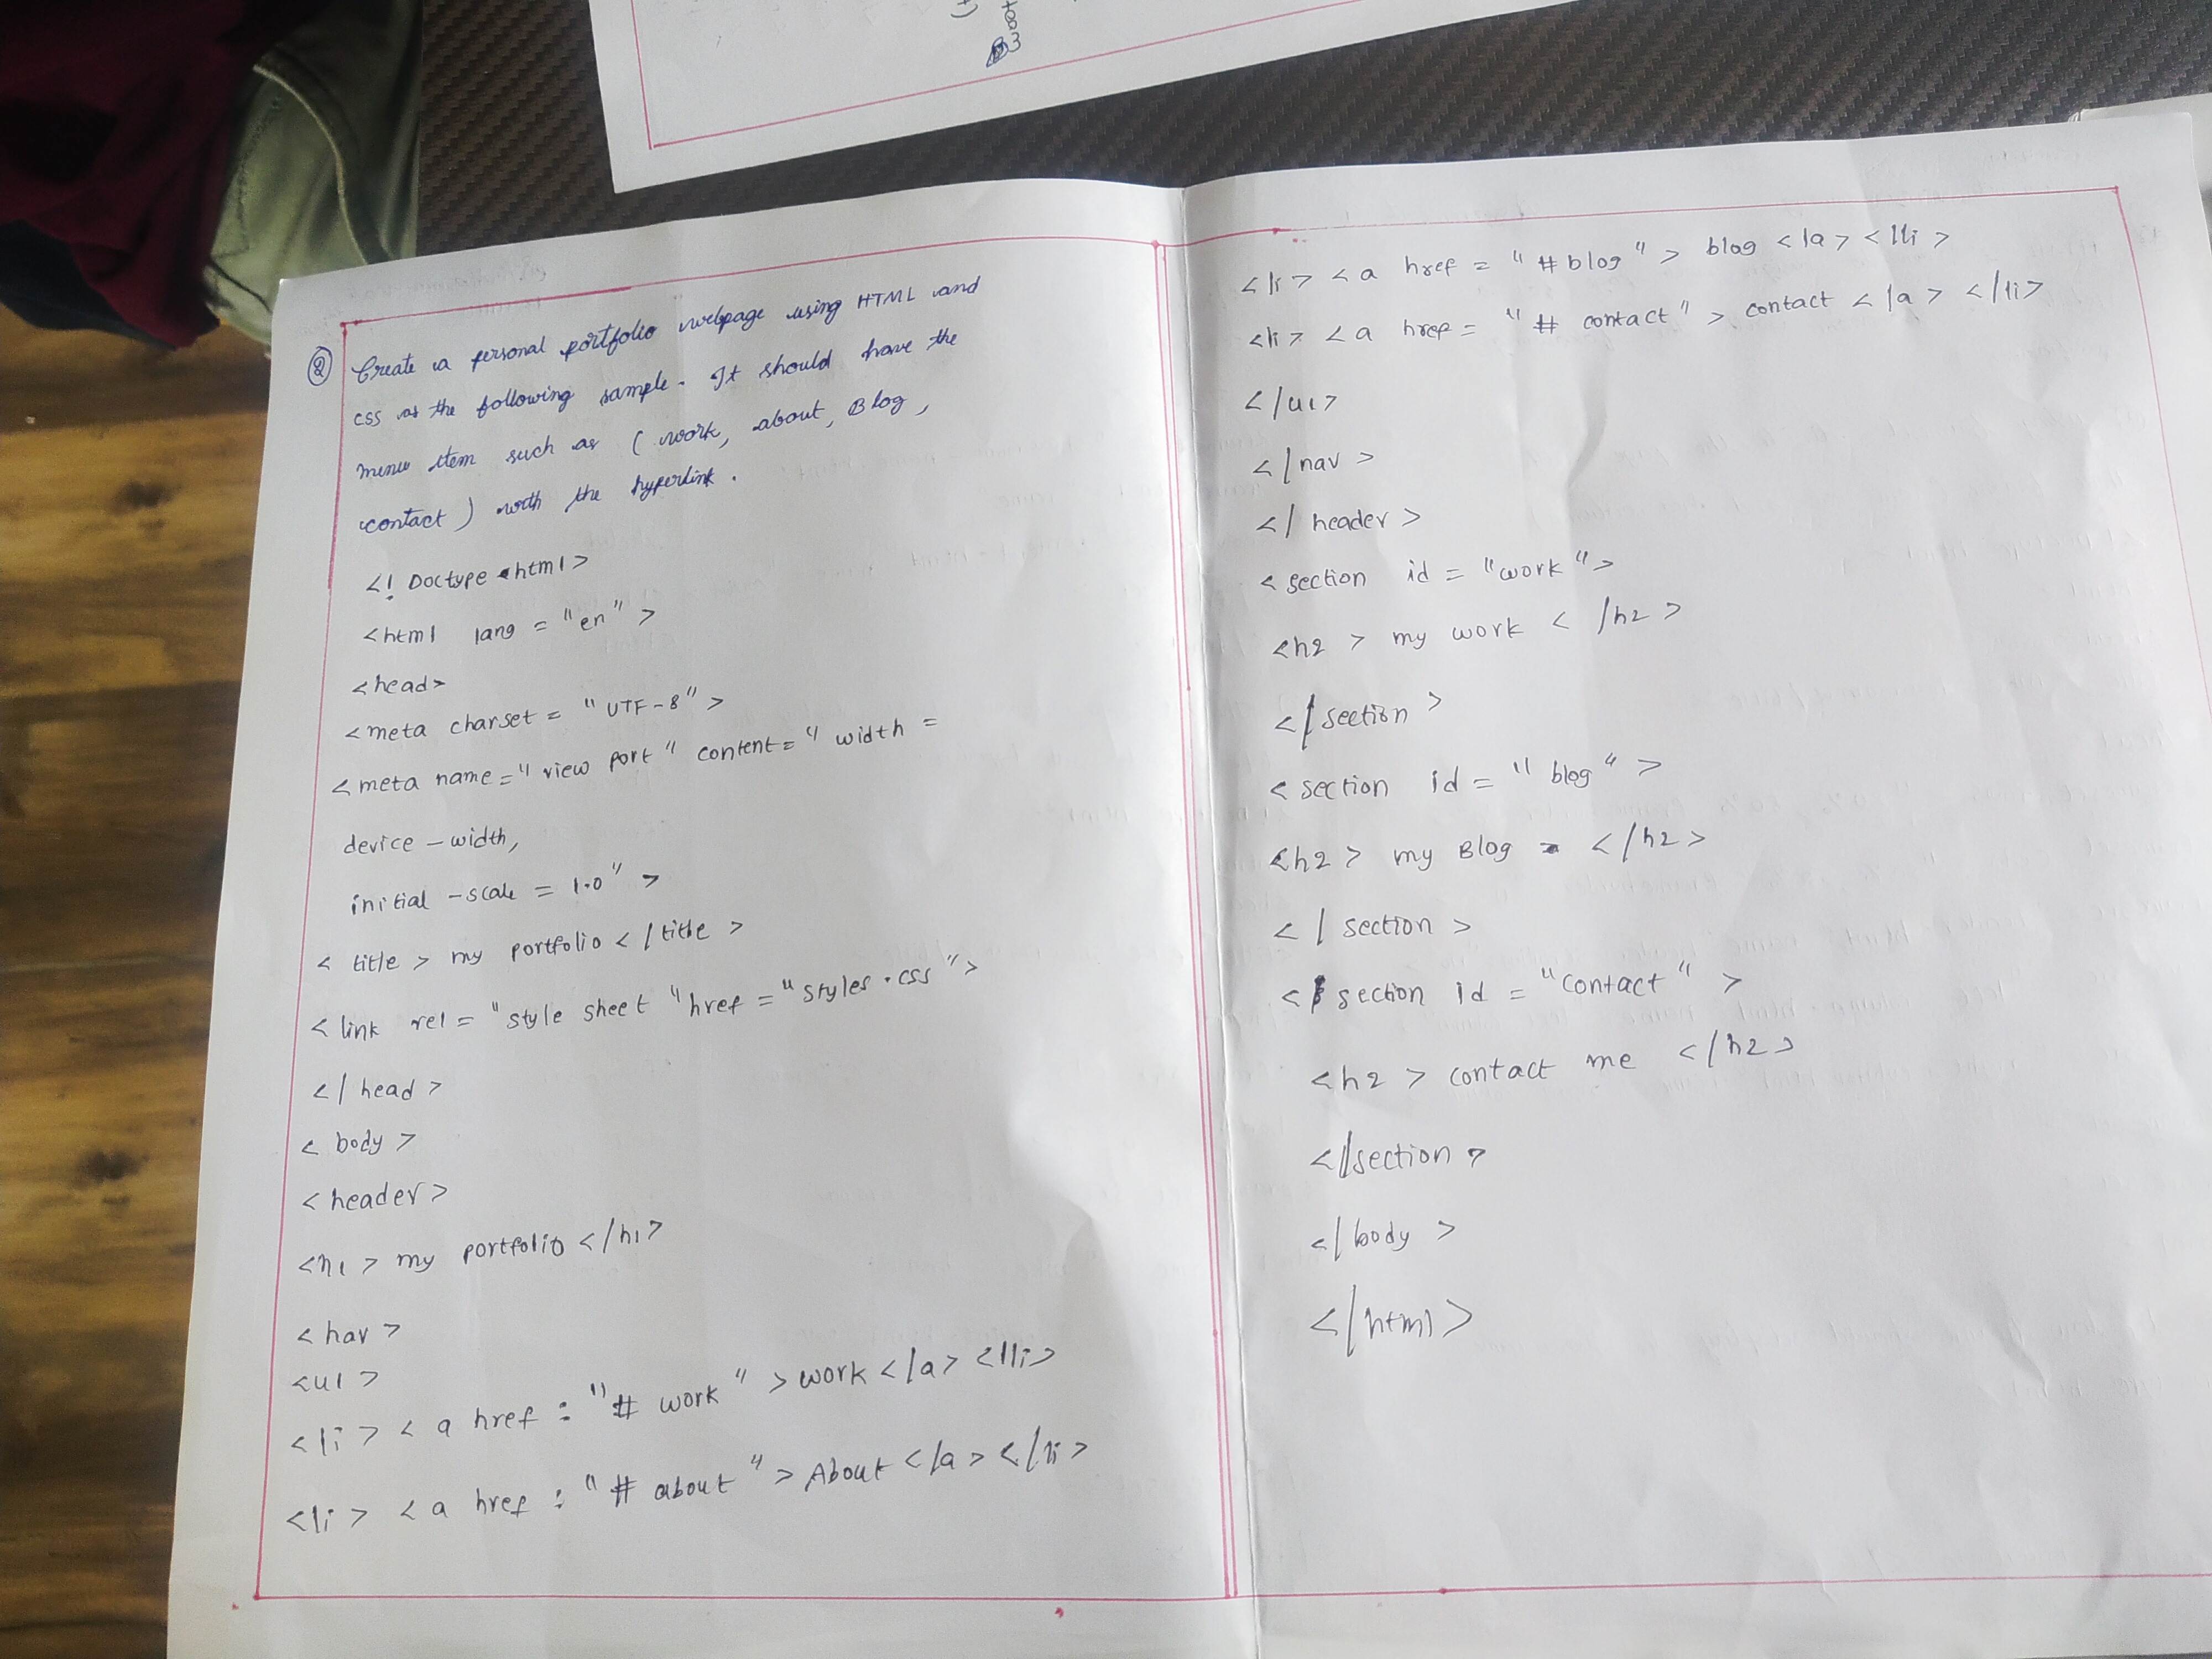 ② Create a personal portfolio webpage using HTML and
css as the following sample. It should have the
menu item such as ( work, about, Blog,
contact ) with the hyperlink.
<! Doctype html>
<html lang = "en" >
<head>
<meta charset = "UTF-8" >
<meta name = "view port" content = "width =
device - width,
initial - scale = 1.0" >
< title > my portfolio < / title >
< link rel = "style sheet" href = "styles.css" >
</ head >
< body >
< header >
<h1 > my portfolio </h1>
< hav >
<ul >
<li > < a href : "# work" > work </a> </li>
<li > < a href : "# about" > About </a> </li>
<li > < a href = "# blog" > blog </a> </li >
<li > < a href = "# contact" > contact </a > </li>
</ul>
</ nav >
</ header >
< section id = "work" >
<h2 > my work < /h2 >
</ section >
< section id = "blog" >
<h2 > my Blog </h2 >
< / section >
< section id = "contact" >
<h2 > contact me </h2>
</section >
</ body >
</html>